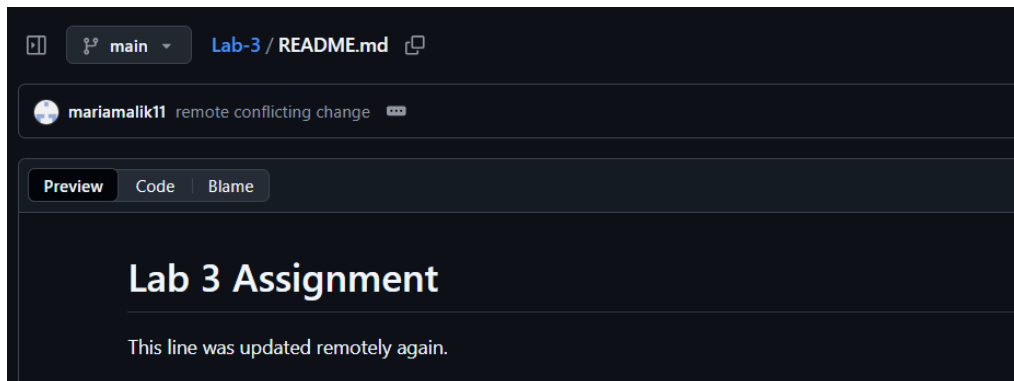 main Lab-3 / README.md
mariamalik11 remote conflicting change
Preview Code Blame
Lab 3 Assignment
This line was updated remotely again.